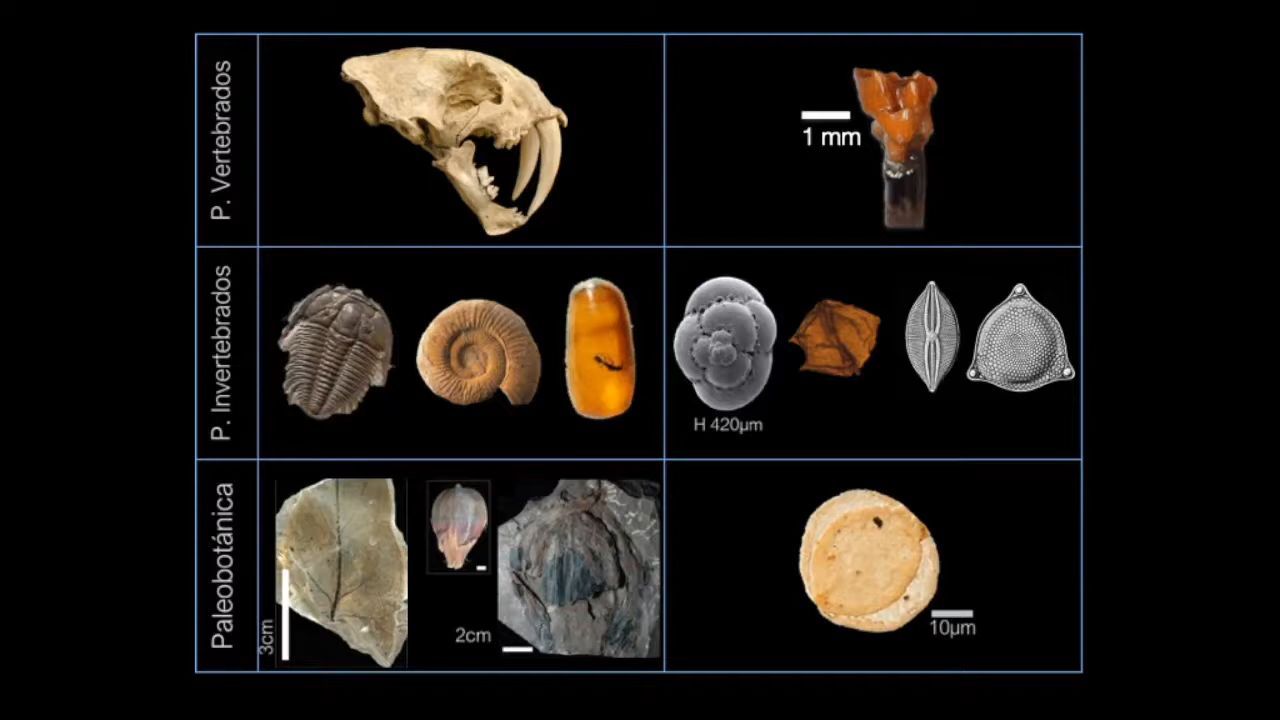 P. Vertebrados
1 mm
P. Invertebrados
H 420µm
Paleobotánica
3cm
2cm
10µm